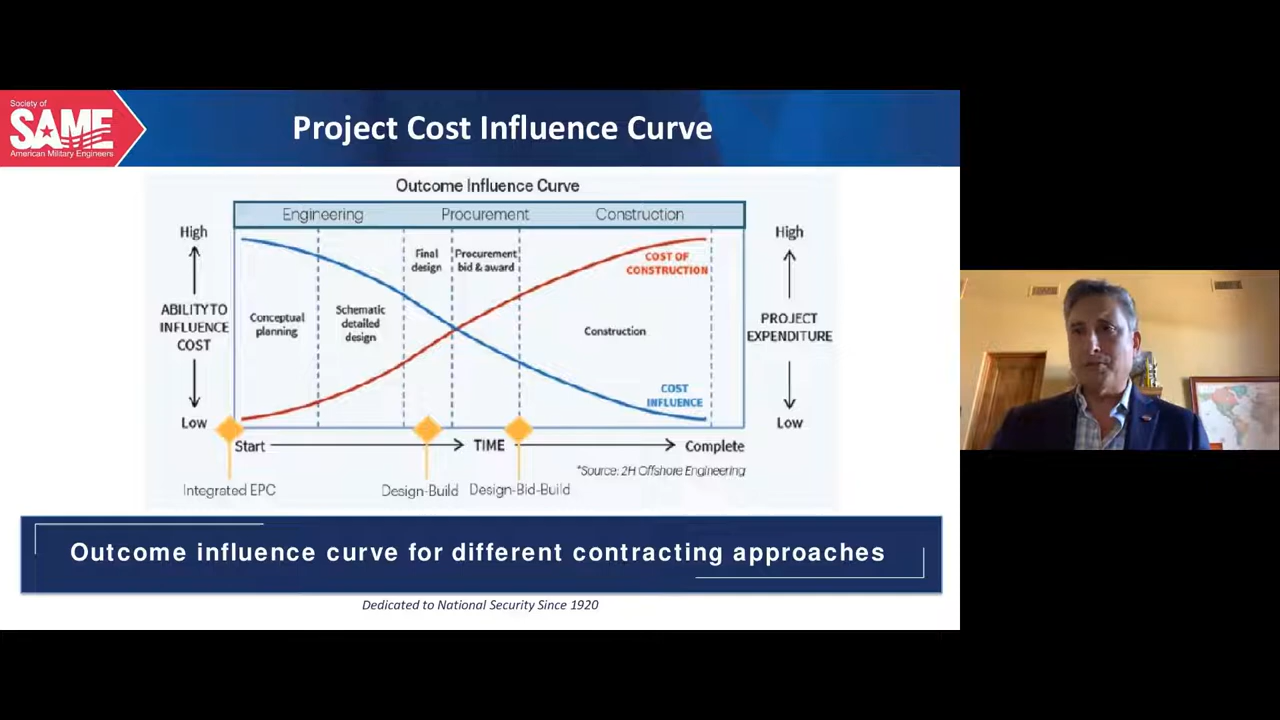 Society of
SAME
American Military Engineers
Project Cost Influence Curve
Outcome Influence Curve
Engineering
Procurement
Construction
High
ABILITY TO
INFLUENCE
COST
Low
Conceptual
planning
Schematic
detailed
design
Final
design
Procurement
bid & award
Construction
COST OF
CONSTRUCTION
COST
INFLUENCE
High
PROJECT
EXPENDITURE
Low
Start
TIME
Complete
*Source: 2H Offshore Engineering
Integrated EPC
Design-Build
Design-Bid-Build
Outcome influence curve for different contracting approaches
Dedicated to National Security Since 1920